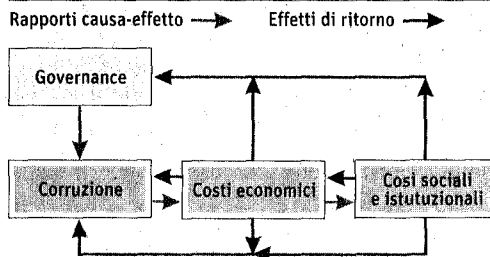 Rapporti causa-effetto
Effetti di ritorno
Governance
Corruzione
Costi economici
Cosi sociali
e istutuzionali